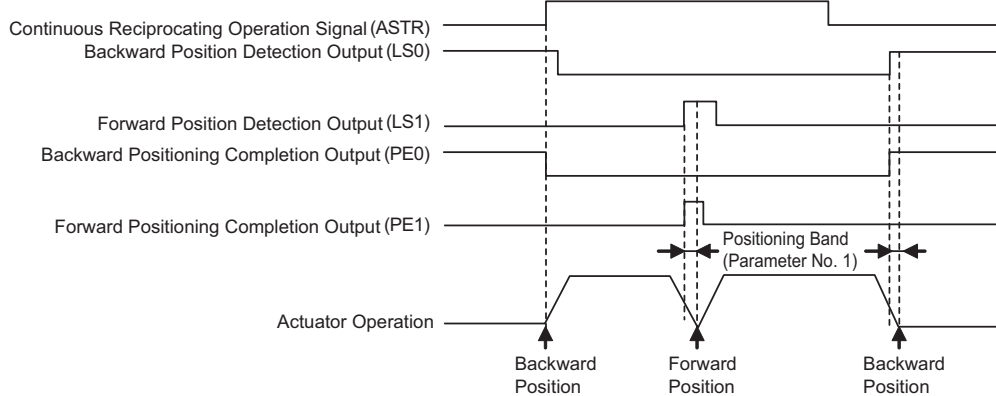 Continuous Reciprocating Operation Signal (ASTR)
Backward Position Detection Output (LS0)
Forward Position Detection Output (LS1)
Backward Positioning Completion Output (PE0)
Forward Positioning Completion Output (PE1)
Positioning Band
(Parameter No. 1)
Actuator Operation
Backward
Position
Forward
Position
Backward
Position